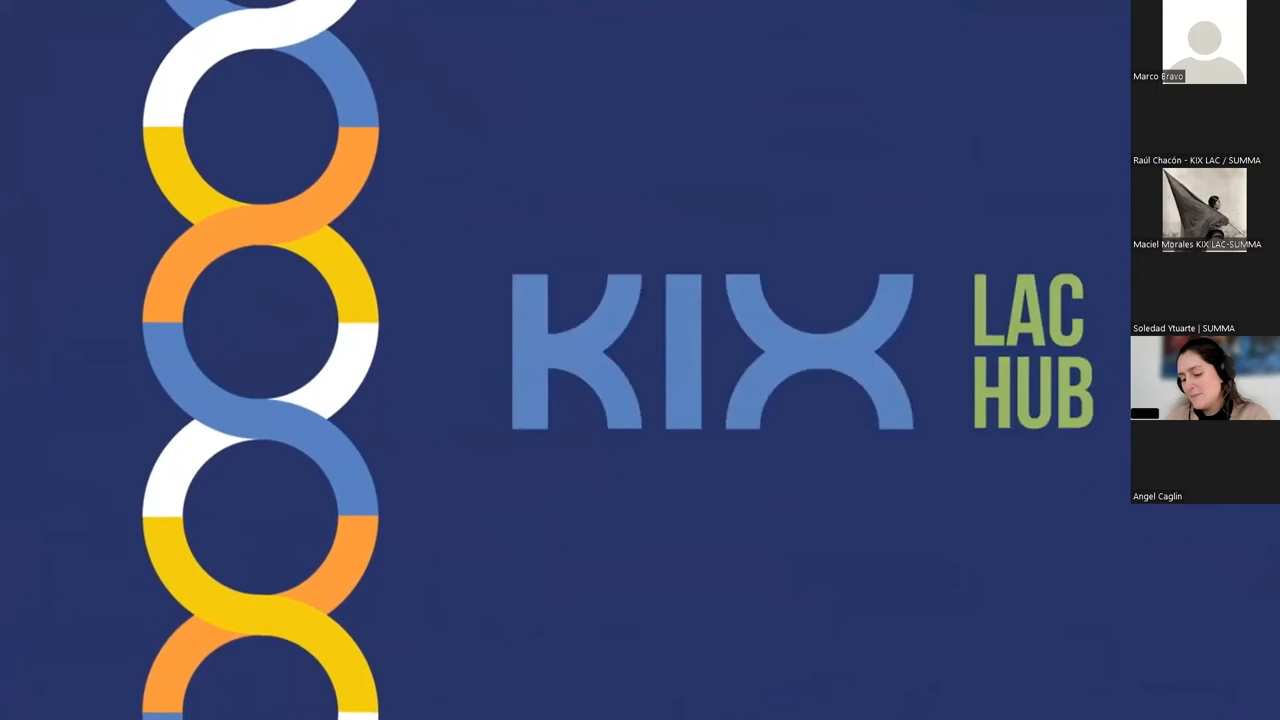 KIX
LAC
HUB
Marco Bravo
Raúl Chacón - KIX LAC / SUMMA
Maciel Morales KIX LAC-SUMMA
Soledad Ytuarte | SUMMA
Angel Caglin